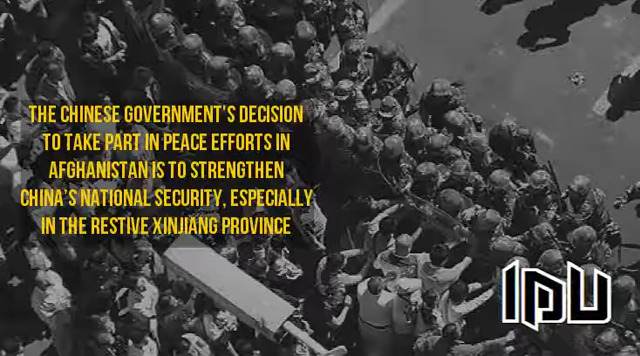 THE CHINESE GOVERNMENT'S DECISION
TO TAKE PART IN PEACE EFFORTS IN
AFGHANISTAN IS TO STRENGTHEN
CHINA'S NATIONAL SECURITY, ESPECIALLY
IN THE RESTIVE XINJIANG PROVINCE
IPU